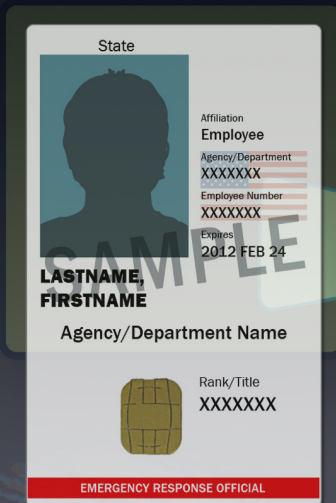 State
Affiliation
Employee
Agency/Department
XXXXXXX
Employee Number
XXXXXXX
Expires
2012 FEB 24
SAMPLE
LASTNAME,
FIRSTNAME
Agency/Department Name
Rank/Title
XXXXXXX
EMERGENCY RESPONSE OFFICIAL